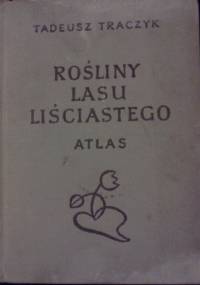 TADEUSZ TRACZYK
ROŚLINY
LASU
LIŚCIASTEGO
ATLAS